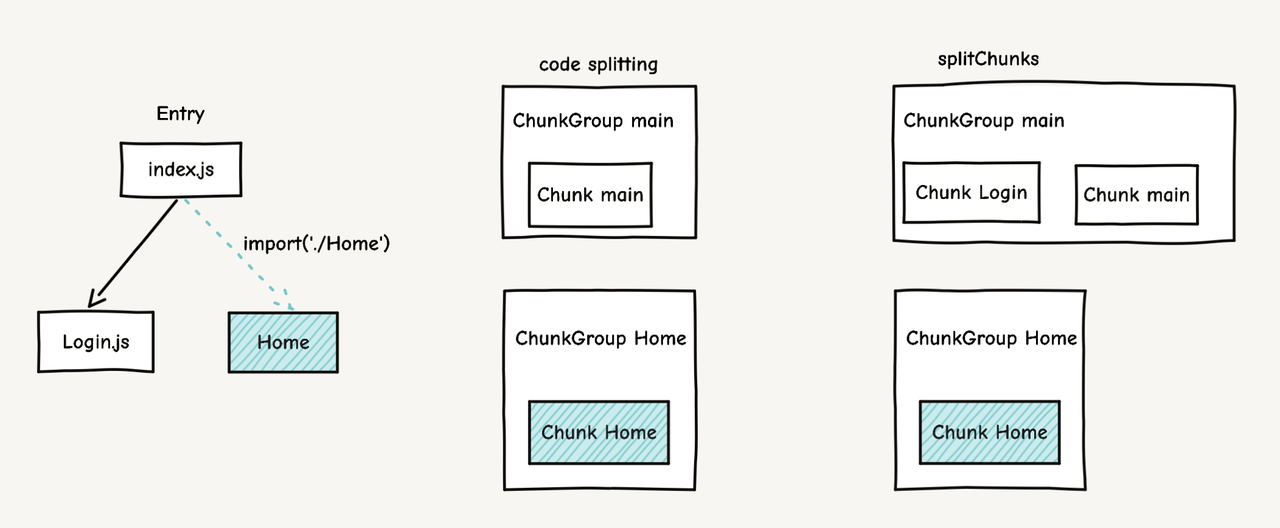 Entry
index.js
import('./Home')
Login.js
Home
code splitting
ChunkGroup main
Chunk main
ChunkGroup Home
Chunk Home
splitChunks
ChunkGroup main
Chunk Login
Chunk main
ChunkGroup Home
Chunk Home